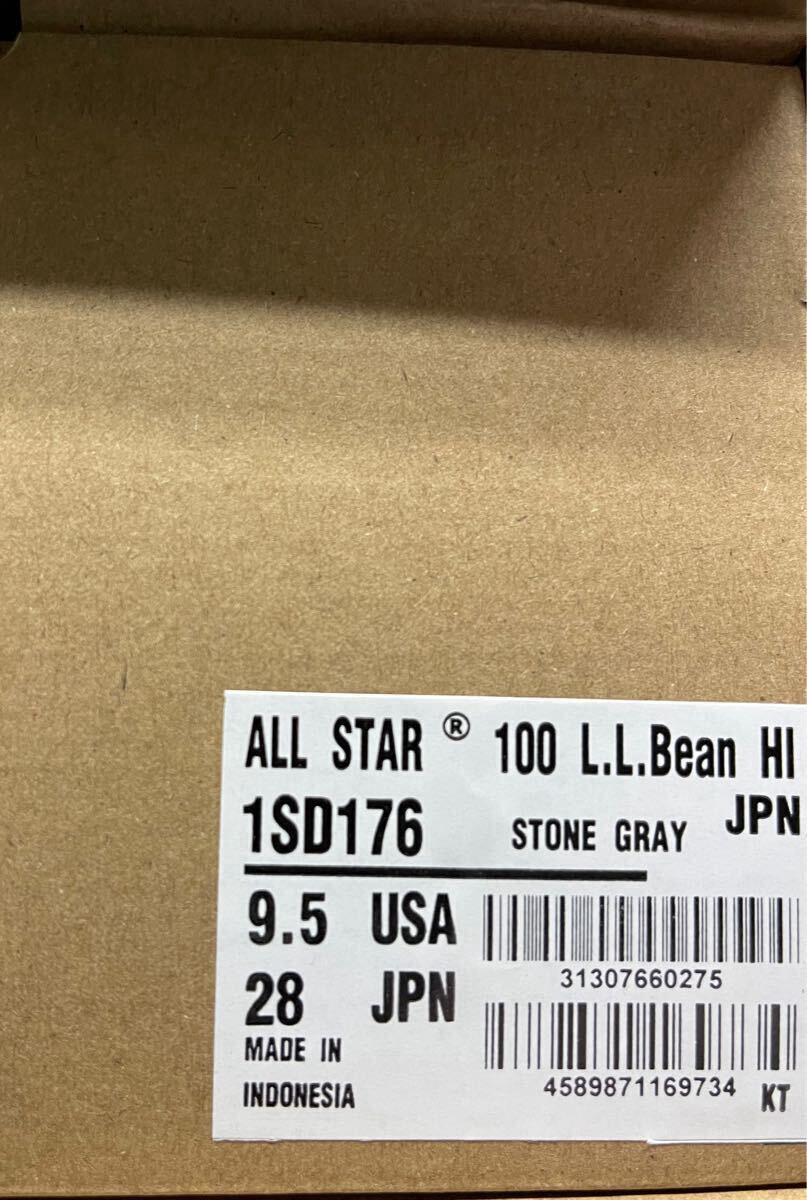 ALL STAR ® 100 L.L.Bean HI
1SD176 STONE GRAY JPN
9.5 USA
31307660275
28 JPN
MADE IN
INDONESIA
4589871169734 KT